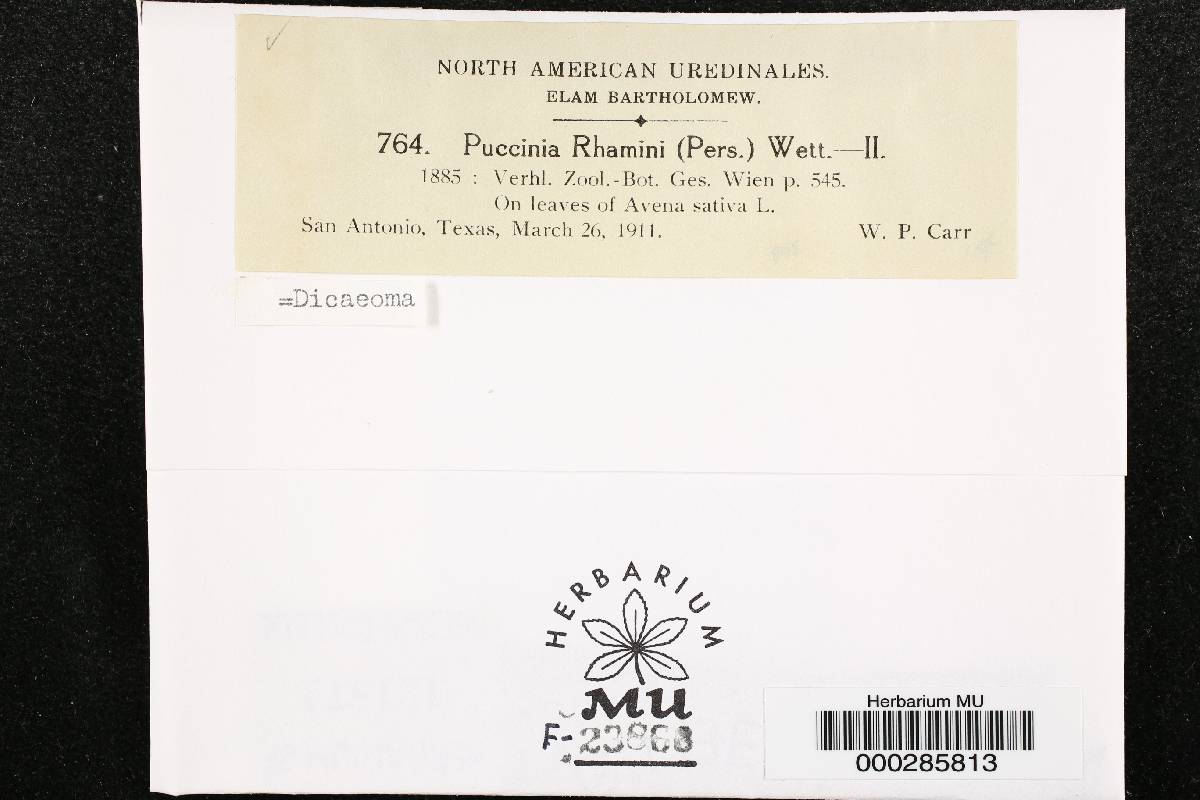 NORTH AMERICAN UREDINALES.
ELAM BARTHOLOMEW.
764. Puccinia Rhamini (Pers.) Wett.—II.
1885 : Verhl. Zool.-Bot. Ges. Wien p. 545.
On leaves of Avena sativa L.
San Antonio, Texas, March 26, 1911. W. P. Carr
=Dicaeoma
HERBARIUM
MU
F-
Herbarium MU
000285813